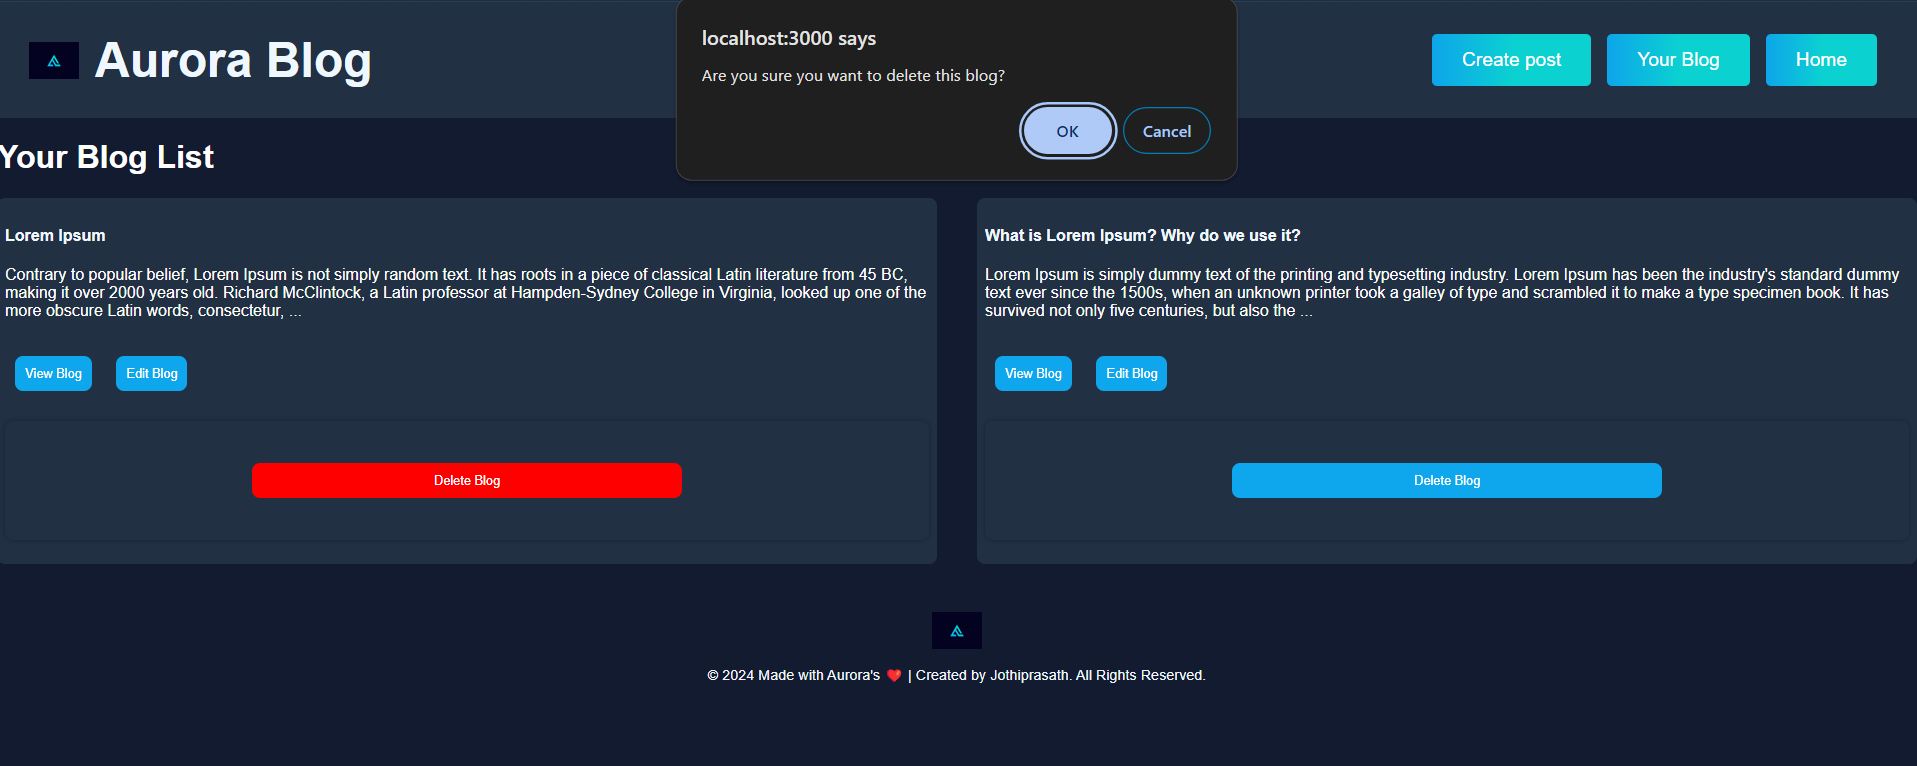 localhost:3000 says
Are you sure you want to delete this blog?
OK
Cancel
Aurora Blog
Create post
Your Blog
Home
Your Blog List
Lorem Ipsum
Contrary to popular belief, Lorem Ipsum is not simply random text. It has roots in a piece of classical Latin literature from 45 BC,
making it over 2000 years old. Richard McClintock, a Latin professor at Hampden-Sydney College in Virginia, looked up one of the
more obscure Latin words, consectetur, ...
View Blog
Edit Blog
Delete Blog
What is Lorem Ipsum? Why do we use it?
Lorem Ipsum is simply dummy text of the printing and typesetting industry. Lorem Ipsum has been the industry's standard dummy
text ever since the 1500s, when an unknown printer took a galley of type and scrambled it to make a type specimen book. It has
survived not only five centuries, but also the ...
View Blog
Edit Blog
Delete Blog
© 2024 Made with Aurora's ❤️ | Created by Jothiprasath. All Rights Reserved.